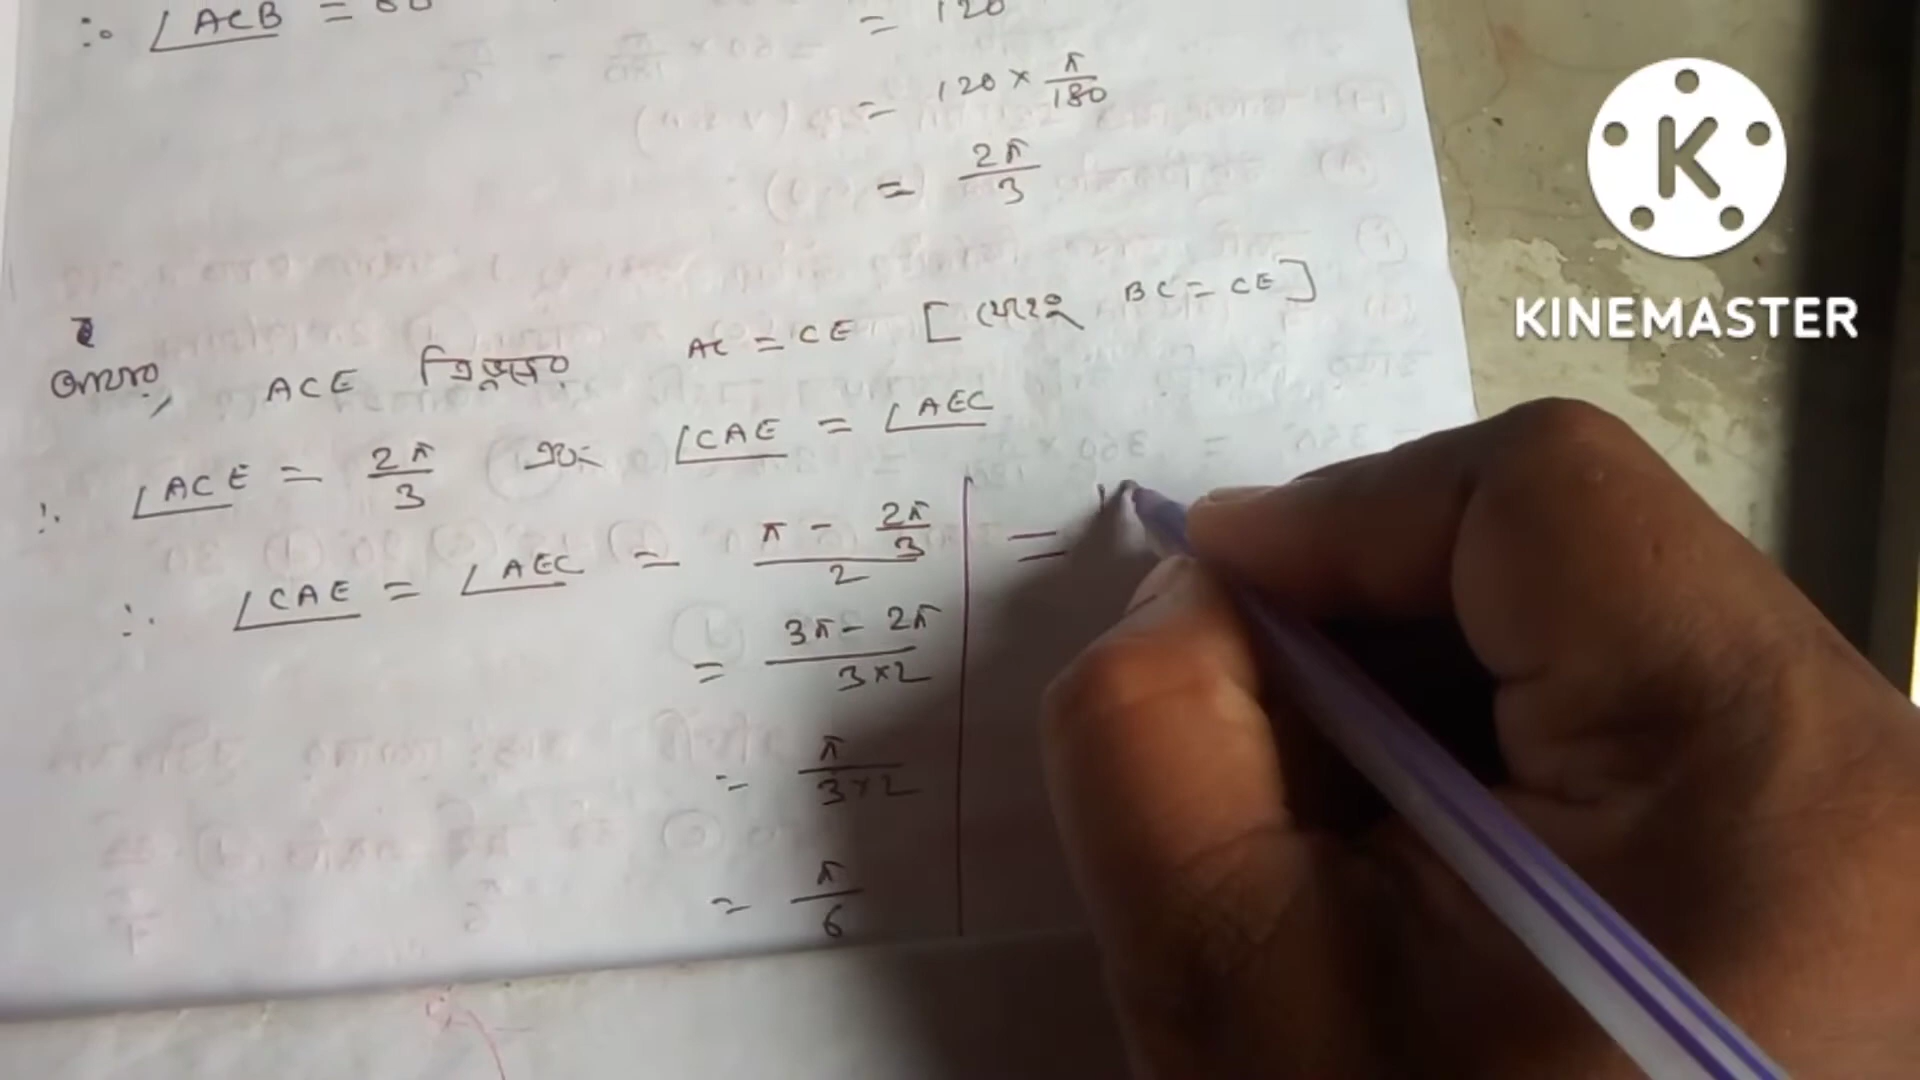 ∴ ∠ACB = 60
= 120
= 120 × π/180
= 2π/3
ACE ত্রিভুজের AC = CE [যেহেতু BC = CE]
∴ ∠ACE = 2π/3 এবং ∠CAE = ∠AEC
∴ ∠CAE = ∠AEC = (π - 2π/3)/2
= (3π - 2π)/(3×2)
= π/(3×2)
= π/6
=
K
KINEMASTER